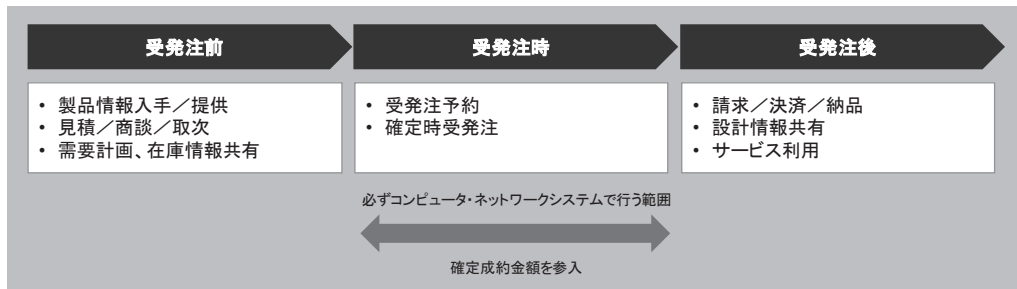 受発注前
受発注時
受発注後
• 製品情報入手／提供
• 見積／商談／取次
• 需要計画、在庫情報共有
• 受発注予約
• 確定時受発注
• 請求／決済／納品
• 設計情報共有
• サービス利用
必ずコンピュータ・ネットワークシステムで行う範囲
確定成約金額を参入